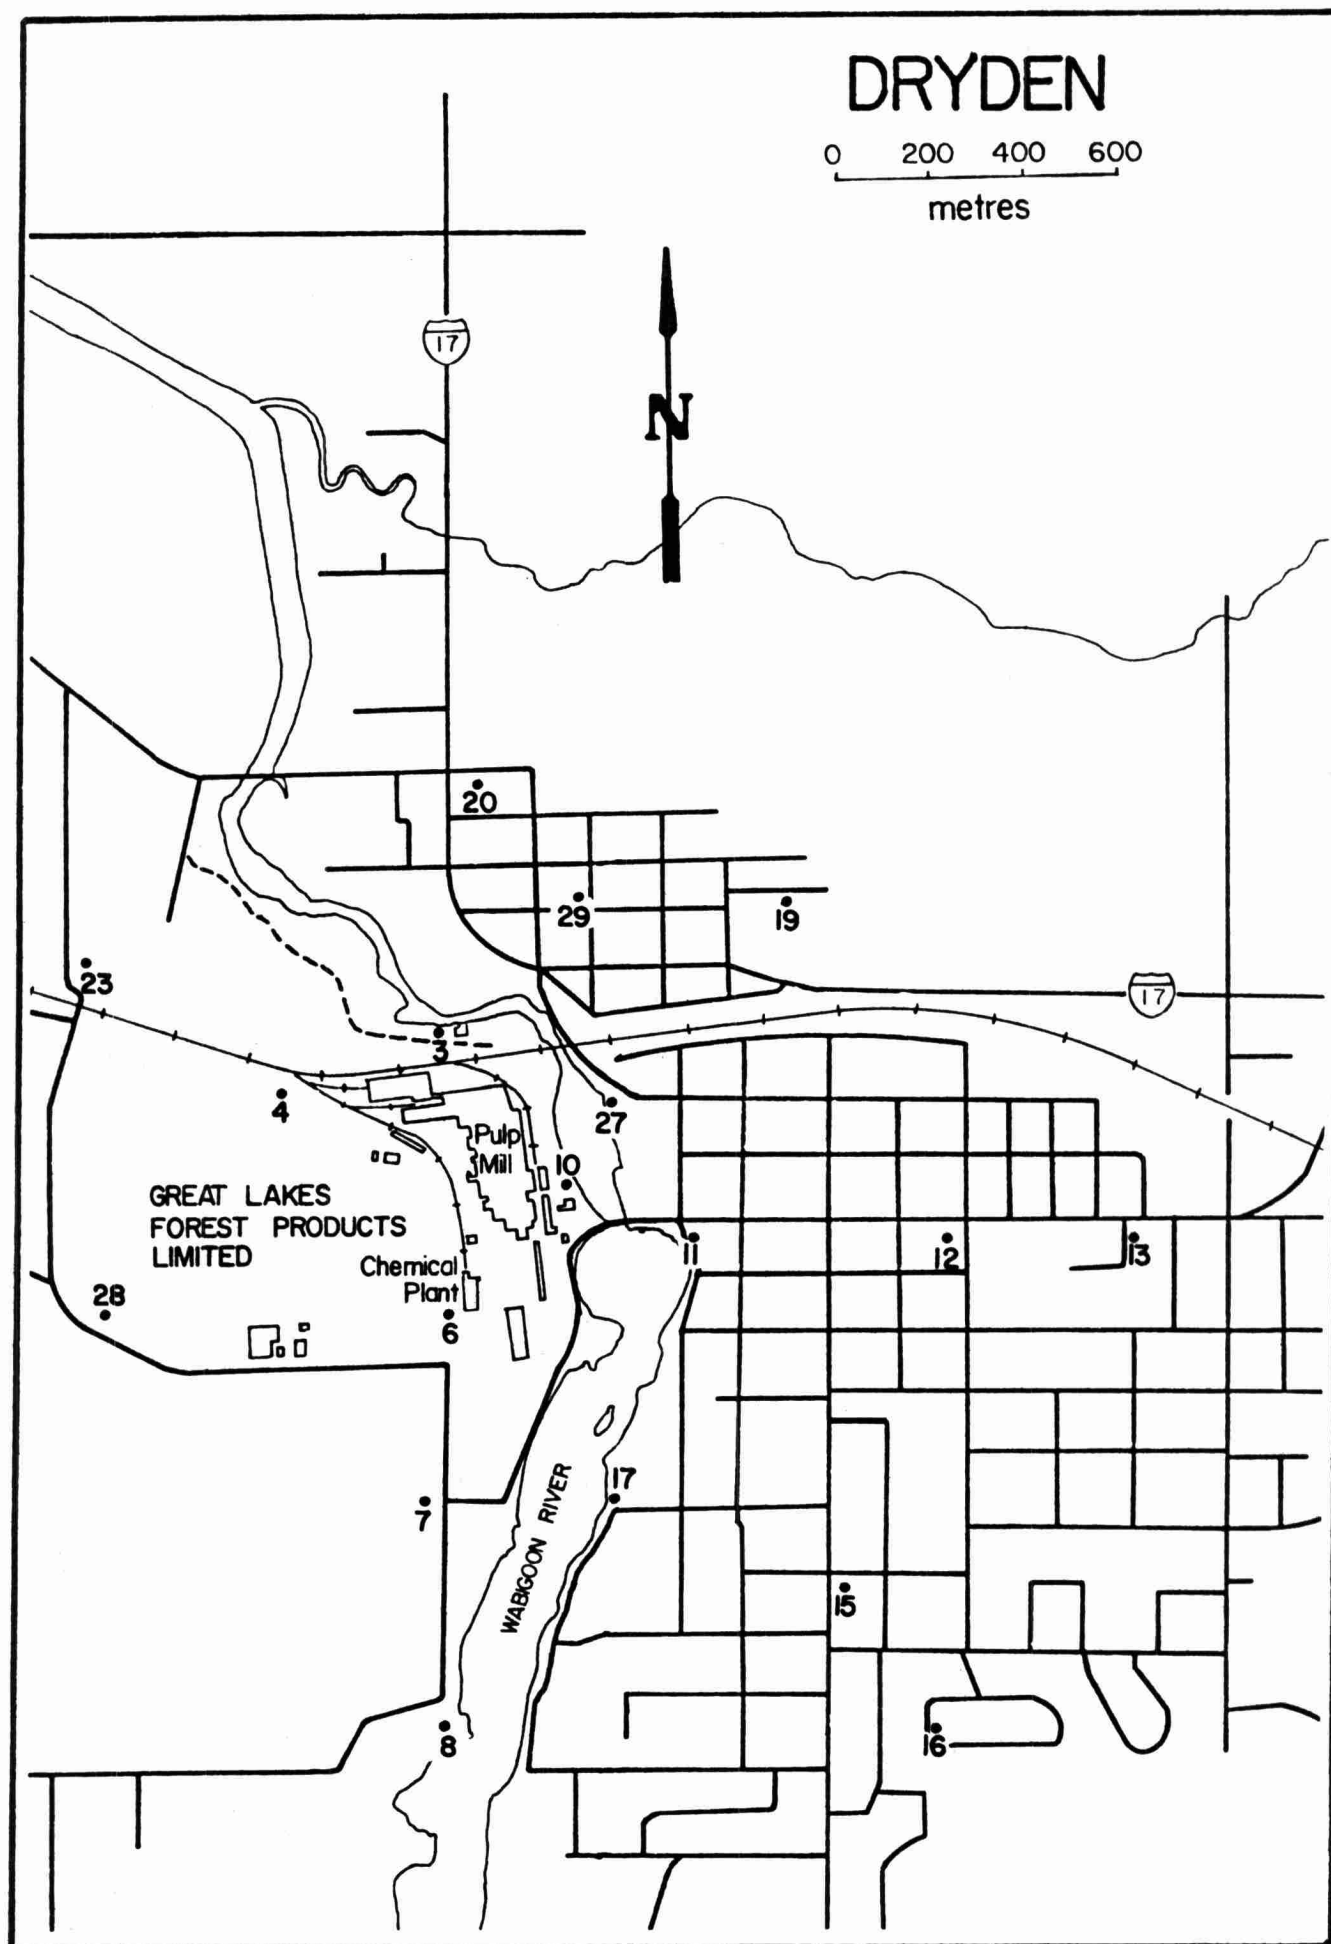 DRYDEN
0 200 400 600
metres
17
N
20
29
19
23
17
3
4
27
Pulp
Mill
10
GREAT LAKES
FOREST PRODUCTS
LIMITED
11
12
13
Chemical
Plant
28
6
17
7
WABIGOON RIVER
15
8
16